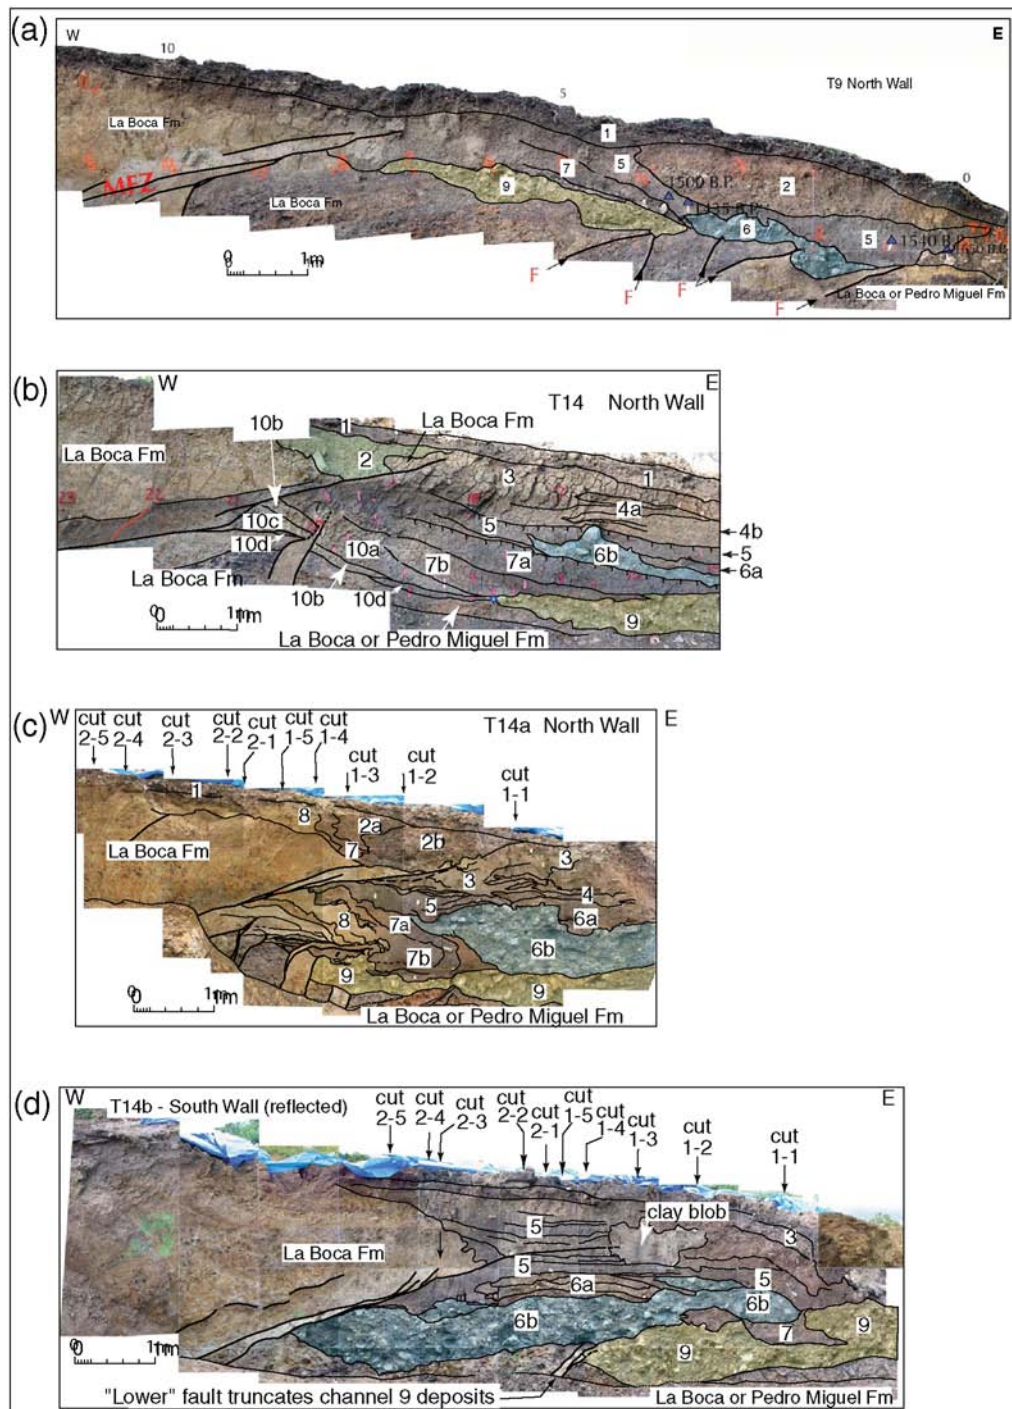 (a)
W
E
10
T9 North Wall
5
La Boca Fm
1
7
5
1500 B.P.
2
0
MFZ
La Boca Fm
9
6
5
1540 B.P.
0
1m
F
F
F
F
La Boca or Pedro Miguel Fm
(b)
W
E
T14 North Wall
10b
1
La Boca Fm
La Boca Fm
2
3
1
4a
23
22
4b
10c
5
5
10d
10a
7b
7a
6b
6a
La Boca Fm
10b
10d
9
0
1m
La Boca or Pedro Miguel Fm
(c)
W
E
T14a North Wall
cut 2-5
cut 2-4
cut 2-3
cut 2-2
cut 2-1
cut 1-5
cut 1-4
cut 1-3
cut 1-2
cut 1-1
1
8
2a
2b
La Boca Fm
7
3
3
5
4
8
7a
6a
7b
6b
9
9
0
1m
La Boca or Pedro Miguel Fm
(d)
W
E
T14b - South Wall (reflected)
cut 2-5
cut 2-4
cut 2-3
cut 2-2
cut 2-1
cut 1-5
cut 1-4
cut 1-3
cut 1-2
cut 1-1
clay blob
5
3
La Boca Fm
5
5
6a
6b
6b
9
7
9
0
1m
"Lower" fault truncates channel 9 deposits
La Boca or Pedro Miguel Fm